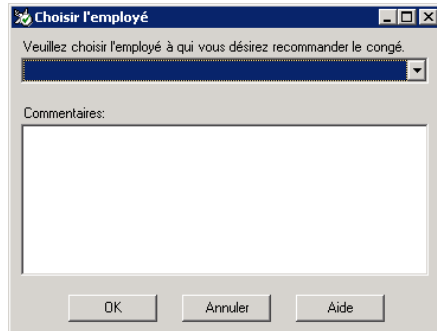 Choisir l'employé
Veuillez choisir l'employé à qui vous désirez recommander le congé.
Commentaires:
OK
Annuler
Aide